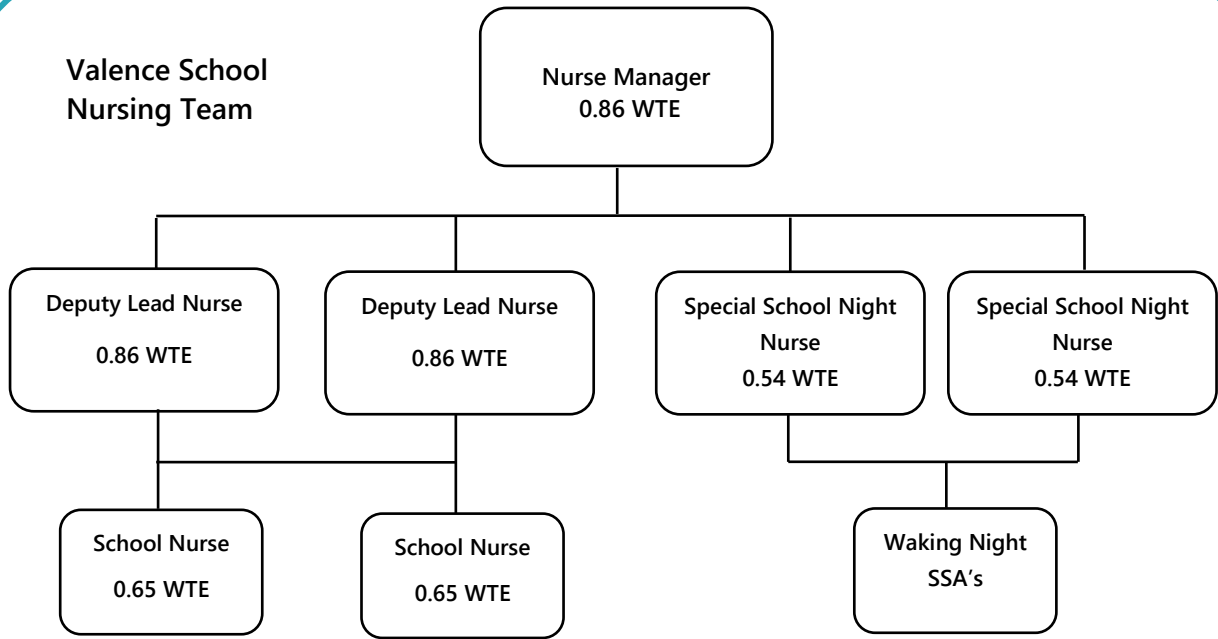 Valence School
Nursing Team
Nurse Manager
0.86 WTE
Deputy Lead Nurse
0.86 WTE
Deputy Lead Nurse
0.86 WTE
Special School Night
Nurse
0.54 WTE
Special School Night
Nurse
0.54 WTE
School Nurse
0.65 WTE
School Nurse
0.65 WTE
Waking Night
SSA’s